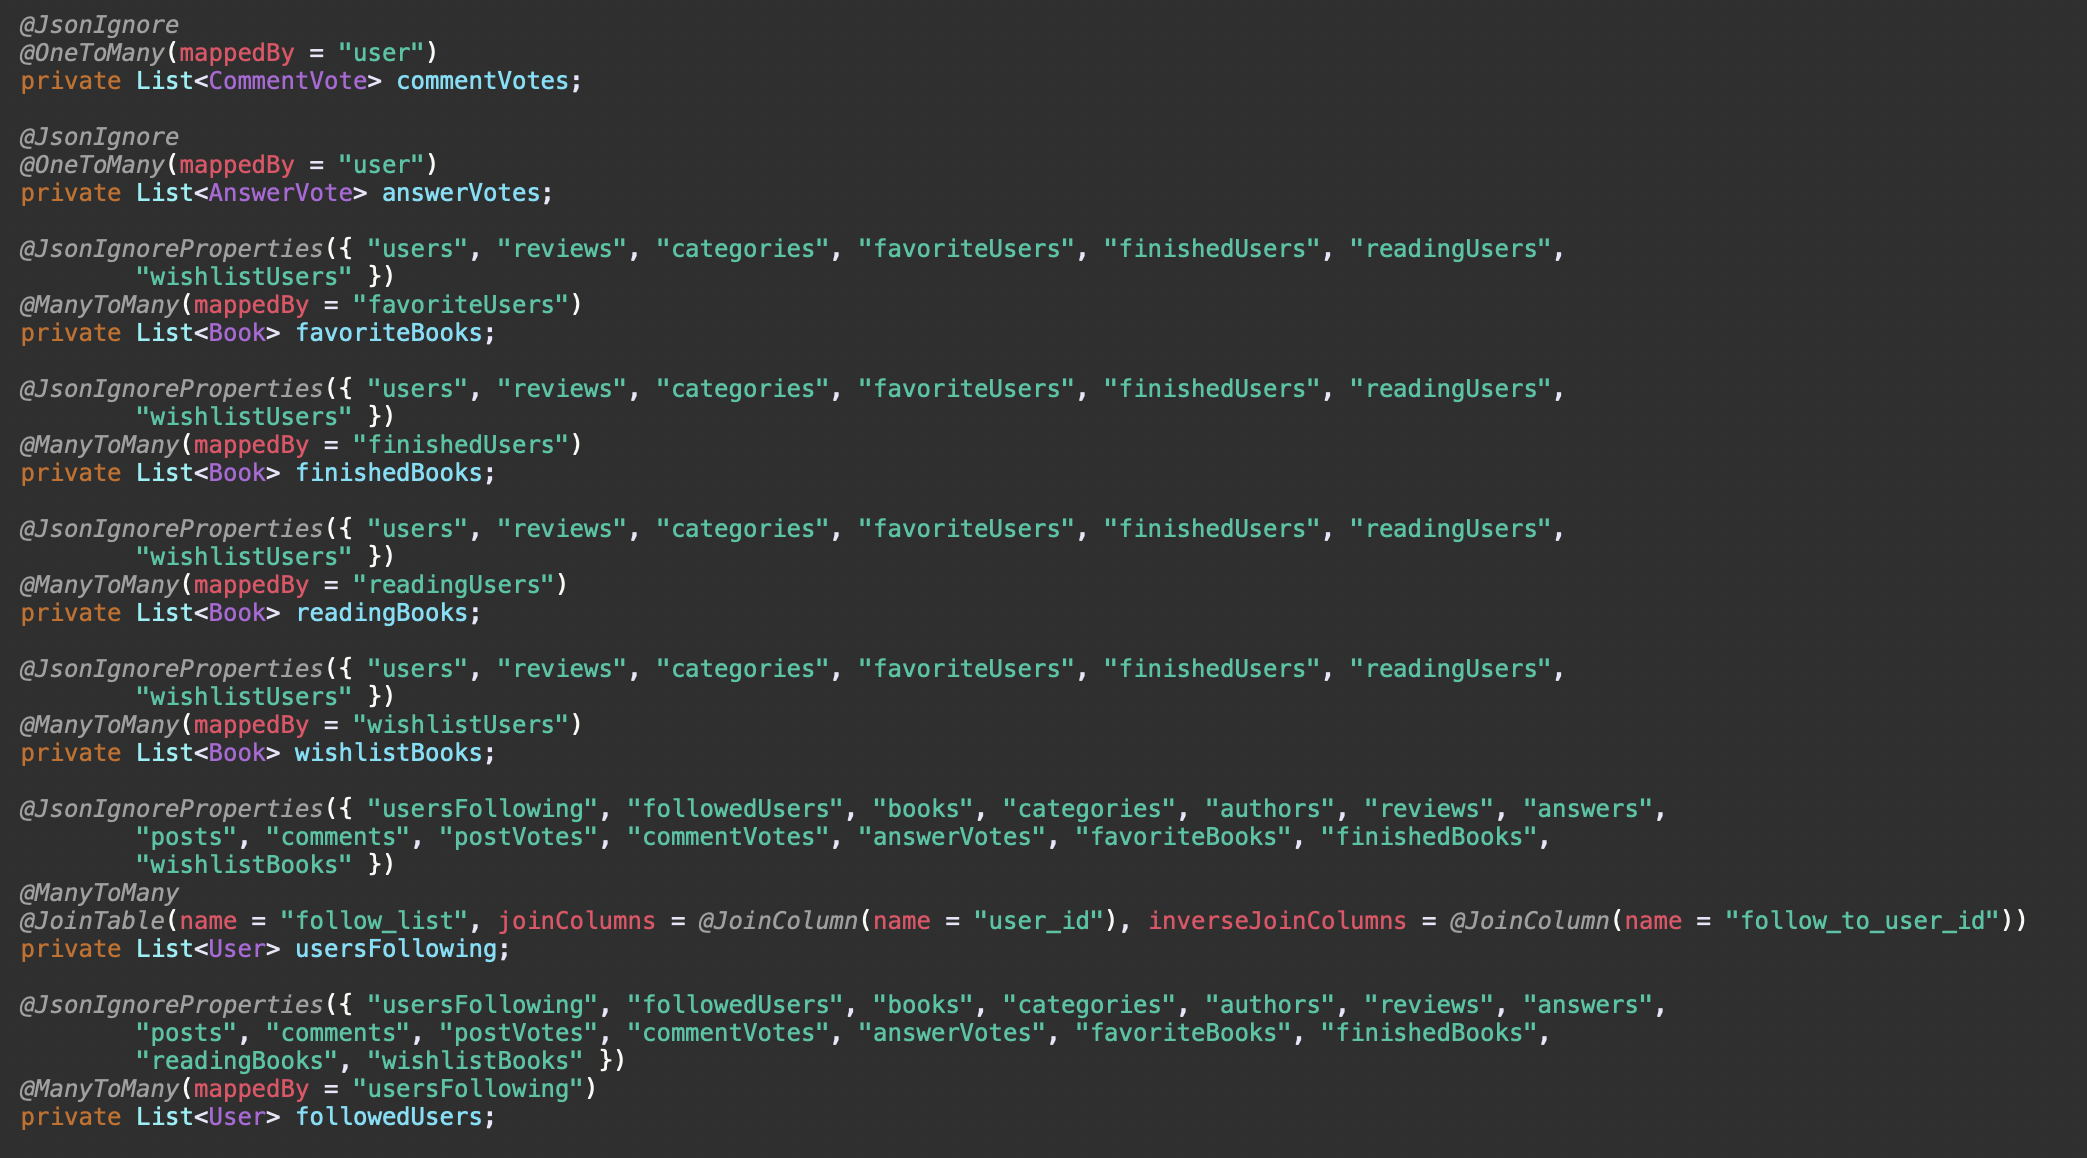 @JsonIgnore
@OneToMany(mappedBy = "user")
private List<CommentVote> commentVotes;
@JsonIgnore
@OneToMany(mappedBy = "user")
private List<AnswerVote> answerVotes;
@JsonIgnoreProperties({ "users", "reviews", "categories", "favoriteUsers", "finishedUsers", "readingUsers",
"wishlistUsers" })
@ManyToMany(mappedBy = "favoriteUsers")
private List<Book> favoriteBooks;
@JsonIgnoreProperties({ "users", "reviews", "categories", "favoriteUsers", "finishedUsers", "readingUsers",
"wishlistUsers" })
@ManyToMany(mappedBy = "finishedUsers")
private List<Book> finishedBooks;
@JsonIgnoreProperties({ "users", "reviews", "categories", "favoriteUsers", "finishedUsers", "readingUsers",
"wishlistUsers" })
@ManyToMany(mappedBy = "readingUsers")
private List<Book> readingBooks;
@JsonIgnoreProperties({ "users", "reviews", "categories", "favoriteUsers", "finishedUsers", "readingUsers",
"wishlistUsers" })
@ManyToMany(mappedBy = "wishlistUsers")
private List<Book> wishlistBooks;
@JsonIgnoreProperties({ "usersFollowing", "followedUsers", "books", "categories", "authors", "reviews", "answers",
"posts", "comments", "postVotes", "commentVotes", "answerVotes", "favoriteBooks", "finishedBooks",
"wishlistBooks" })
@ManyToMany
@JoinTable(name = "follow_list", joinColumns = @JoinColumn(name = "user_id"), inverseJoinColumns = @JoinColumn(name = "follow_to_user_id"))
private List<User> usersFollowing;
@JsonIgnoreProperties({ "usersFollowing", "followedUsers", "books", "categories", "authors", "reviews", "answers",
"posts", "comments", "postVotes", "commentVotes", "answerVotes", "favoriteBooks", "finishedBooks",
"readingBooks", "wishlistBooks" })
@ManyToMany(mappedBy = "usersFollowing")
private List<User> followedUsers;